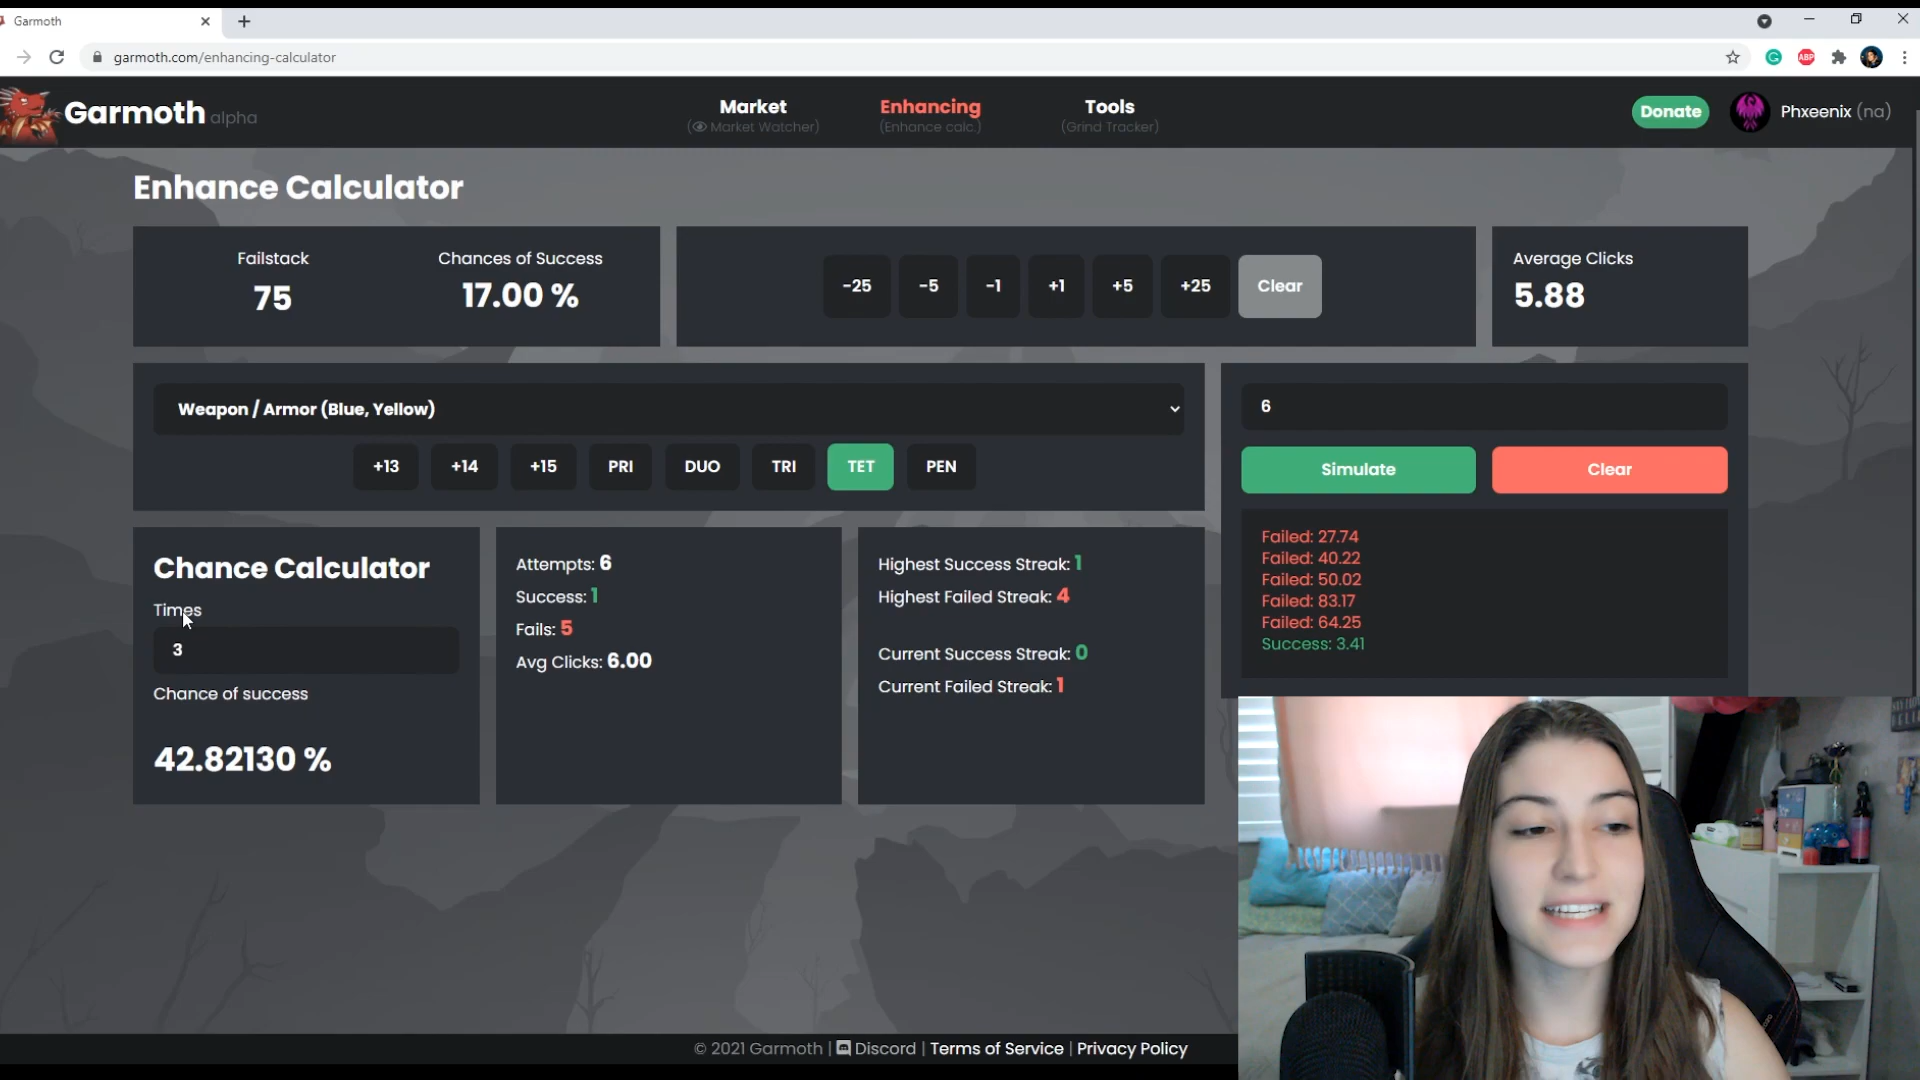 Garmoth
garmoth.com/enhancing-calculator
ABP
Garmoth alpha
Market
(Market Watcher)
Enhancing
(Enhance calc.)
Tools
(Grind Tracker)
Donate
Phxeenix (na)
Enhance Calculator
Failstack
75
Chances of Success
17.00 %
-25 -5 -1 +1 +5 +25 Clear
Average Clicks
5.88
Weapon / Armor (Blue, Yellow)
+13 +14 +15 PRI DUO TRI TET PEN
6
Simulate Clear
Failed: 27.74
Failed: 40.22
Failed: 50.02
Failed: 83.17
Failed: 64.25
Success: 3.41
Chance Calculator
Times
3
Chance of success
42.82130 %
Attempts: 6
Success: 1
Fails: 5
Avg Clicks: 6.00
Highest Success Streak: 1
Highest Failed Streak: 4
Current Success Streak: 0
Current Failed Streak: 1
© 2021 Garmoth | Discord | Terms of Service | Privacy Policy